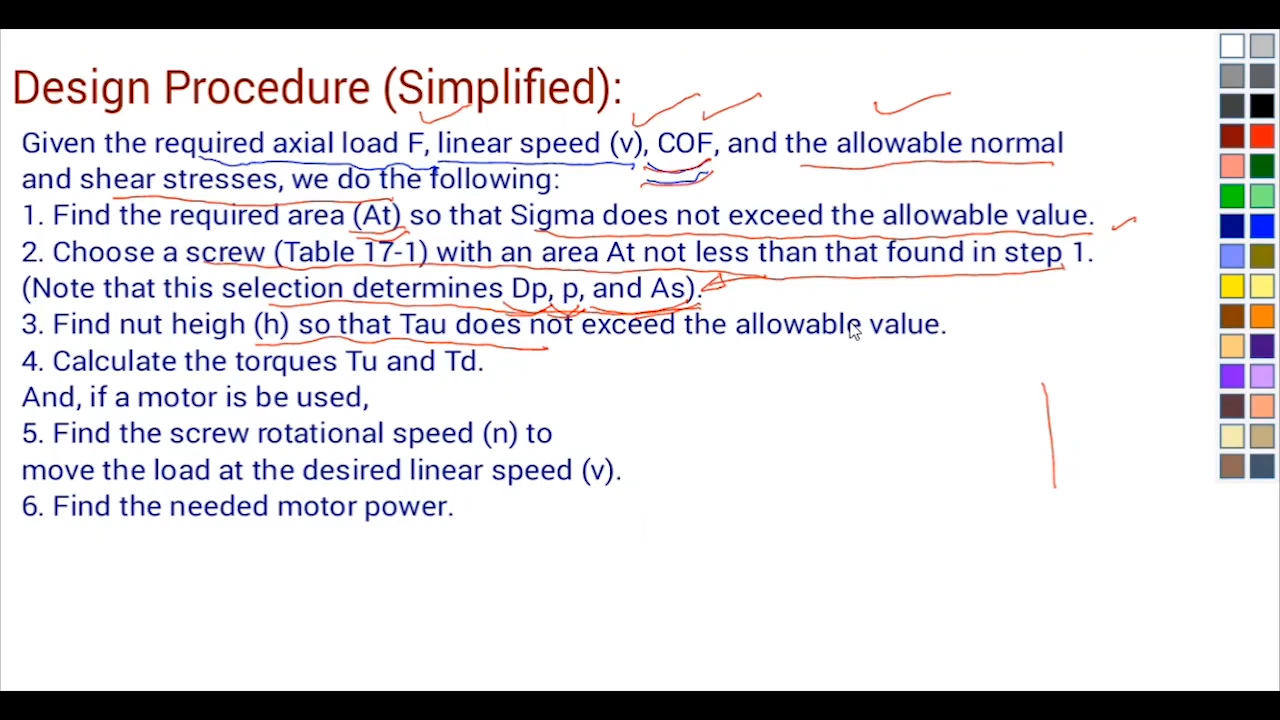 Design Procedure (Simplified):
Given the required axial load F, linear speed (v), COF, and the allowable normal
and shear stresses, we do the following:
1. Find the required area (At) so that Sigma does not exceed the allowable value.
2. Choose a screw (Table 17-1) with an area At not less than that found in step 1.
(Note that this selection determines Dp, p, and As).
3. Find nut heigh (h) so that Tau does not exceed the allowable value.
4. Calculate the torques Tu and Td.
And, if a motor is be used,
5. Find the screw rotational speed (n) to
move the load at the desired linear speed (v).
6. Find the needed motor power.